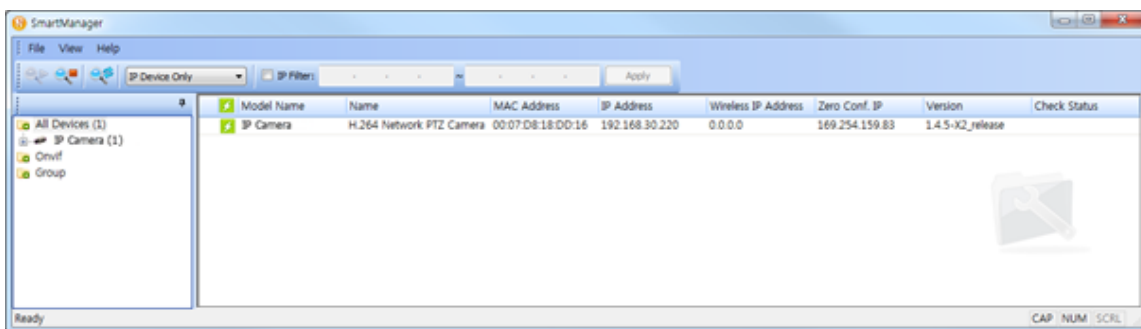 SmartManager
File View Help
IP Device Only IP Filter: . . . ~ . . . Apply
Model Name Name MAC Address IP Address Wireless IP Address Zero Conf. IP Version Check Status
All Devices (1) IP Camera H.264 Network PTZ Camera 00:07:D8:18:DD:16 192.168.30.220 0.0.0.0 169.254.159.83 1.4.5-X2_release
IP Camera (1)
Onvif
Group
Ready CAP NUM SCRL